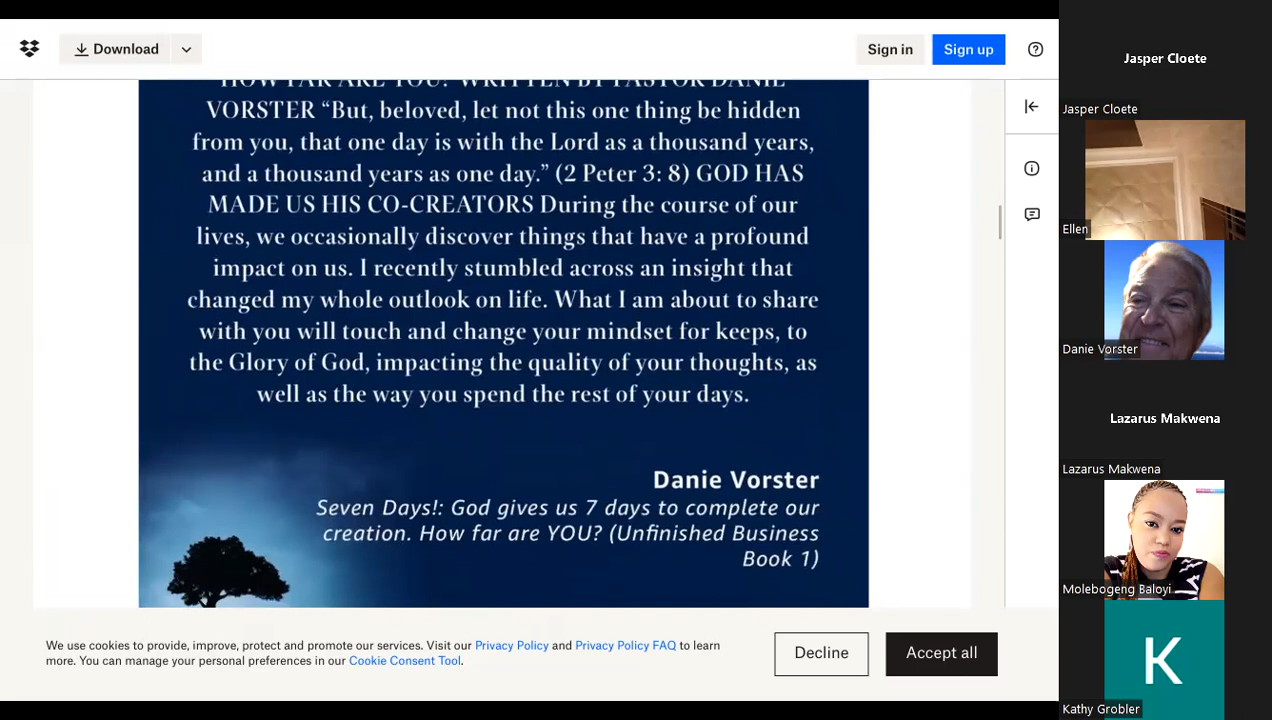 Download
Sign in
Sign up
HOW FAR ARE YOU? WRITTEN BY PASTOR DANIE
VORSTER “But, beloved, let not this one thing be hidden
from you, that one day is with the Lord as a thousand years,
and a thousand years as one day.” (2 Peter 3: 8) GOD HAS
MADE US HIS CO-CREATORS During the course of our
lives, we occasionally discover things that have a profound
impact on us. I recently stumbled across an insight that
changed my whole outlook on life. What I am about to share
with you will touch and change your mindset for keeps, to
the Glory of God, impacting the quality of your thoughts, as
well as the way you spend the rest of your days.
Danie Vorster
Seven Days!: God gives us 7 days to complete our
creation. How far are YOU? (Unfinished Business
Book 1)
We use cookies to provide, improve, protect and promote our services. Visit our Privacy Policy and Privacy Policy FAQ to learn
more. You can manage your personal preferences in our Cookie Consent Tool.
Decline
Accept all
Jasper Cloete
Jasper Cloete
Ellen
Danie Vorster
Lazarus Makwena
Lazarus Makwena
Molebogeng Baloyi
K
Kathy Grobler